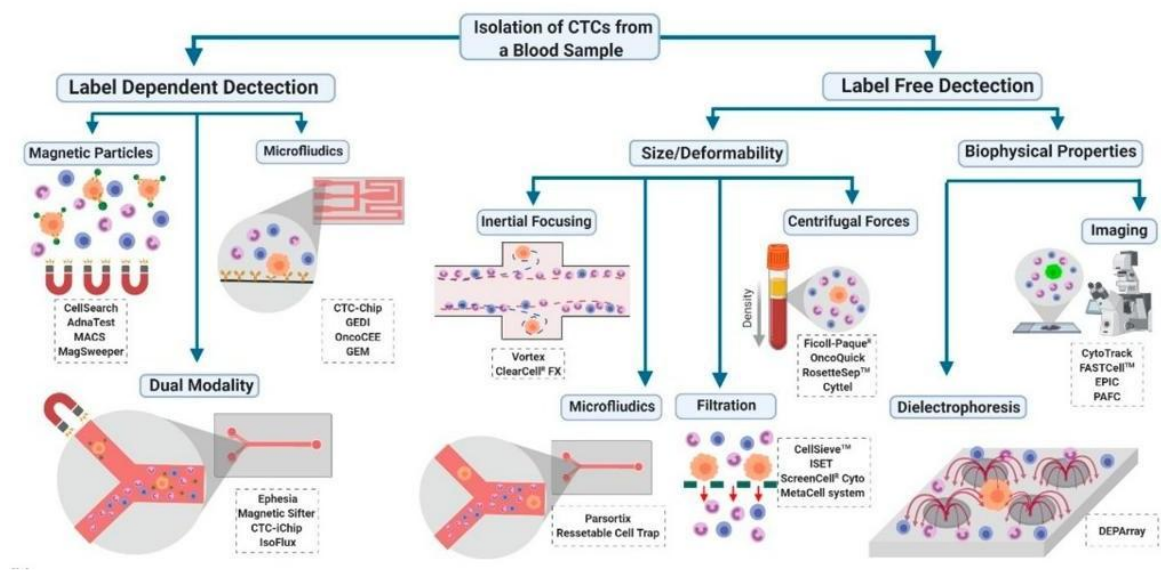 Isolation of CTCs from
a Blood Sample
Label Dependent Dectection
Label Free Dectection
Magnetic Particles
Microfliudics
Size/Deformability
Biophysical Properties
Inertial Focusing
Centrifugal Forces
Imaging
Density
CellSearch
AdnaTest
MACS
MagSweeper
CTC-Chip
GEDI
OncoCEE
GEM
Vortex
ClearCell® FX
Ficoll-Paque®
OncoQuick
RosetteSep™
Cyttel
CytoTrack
FASTCell™
EPIC
PAFC
Dual Modality
Microfliudics
Filtration
Dielectrophoresis
Ephesia
Magnetic Sifter
CTC-iChip
IsoFlux
Parsortix
Ressetable Cell Trap
CellSieve™
ISET
ScreenCell® Cyto
MetaCell system
DEPArray